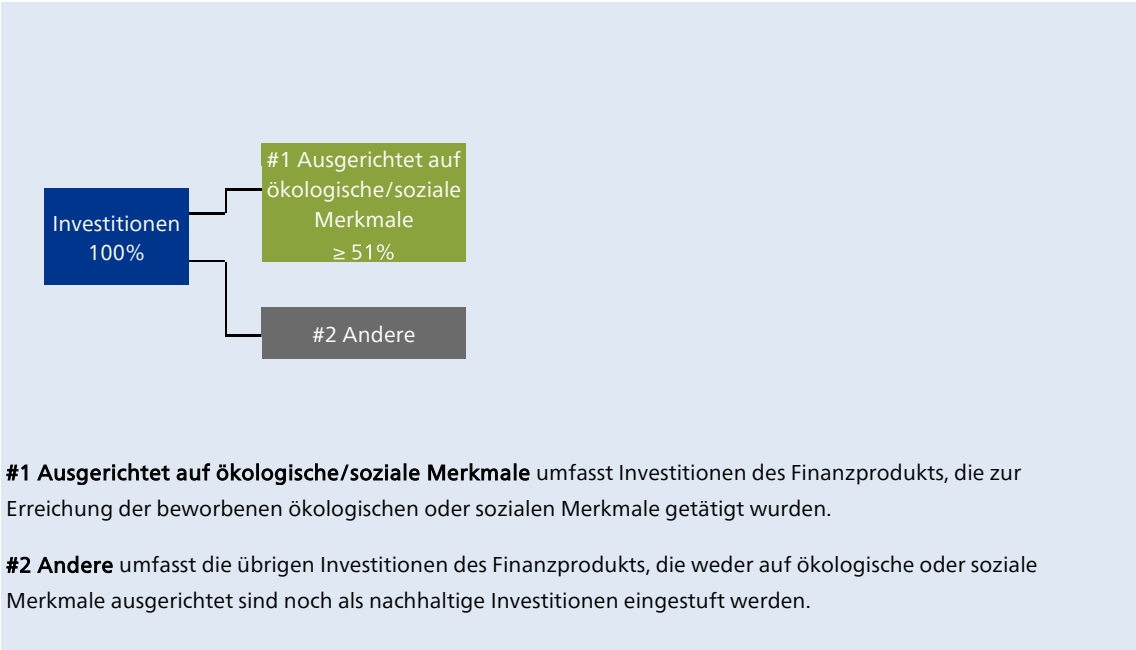 #1 Ausgerichtet auf
ökologische/soziale
Merkmale
≥ 51%
Investitionen
100%
#2 Andere
#1 Ausgerichtet auf ökologische/soziale Merkmale umfasst Investitionen des Finanzprodukts, die zur
Erreichung der beworbenen ökologischen oder sozialen Merkmale getätigt wurden.
#2 Andere umfasst die übrigen Investitionen des Finanzprodukts, die weder auf ökologische oder soziale
Merkmale ausgerichtet sind noch als nachhaltige Investitionen eingestuft werden.